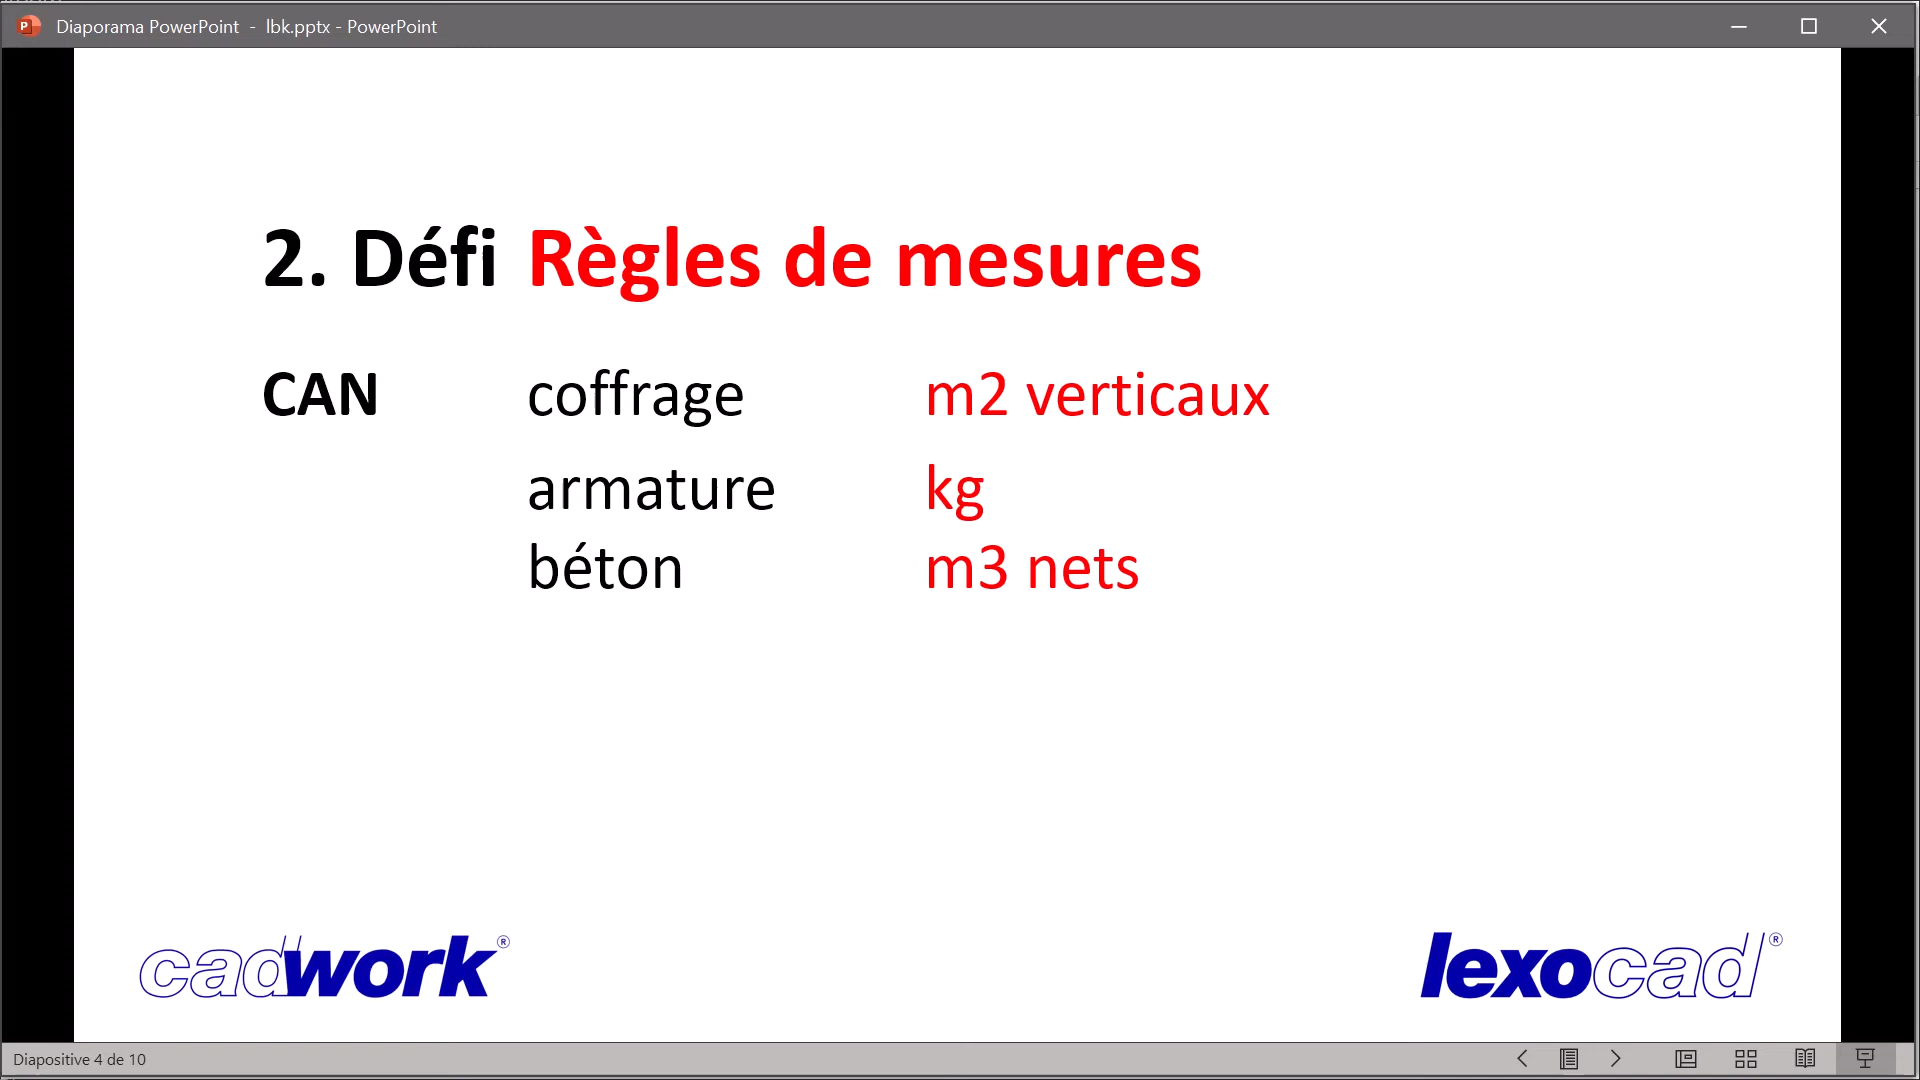 Diaporama PowerPoint - lbk.pptx - PowerPoint
2. Défi Règles de mesures
CAN coffrage m2 verticaux
armature kg
béton m3 nets
cadwork® lexocad®
Diapositive 4 de 10